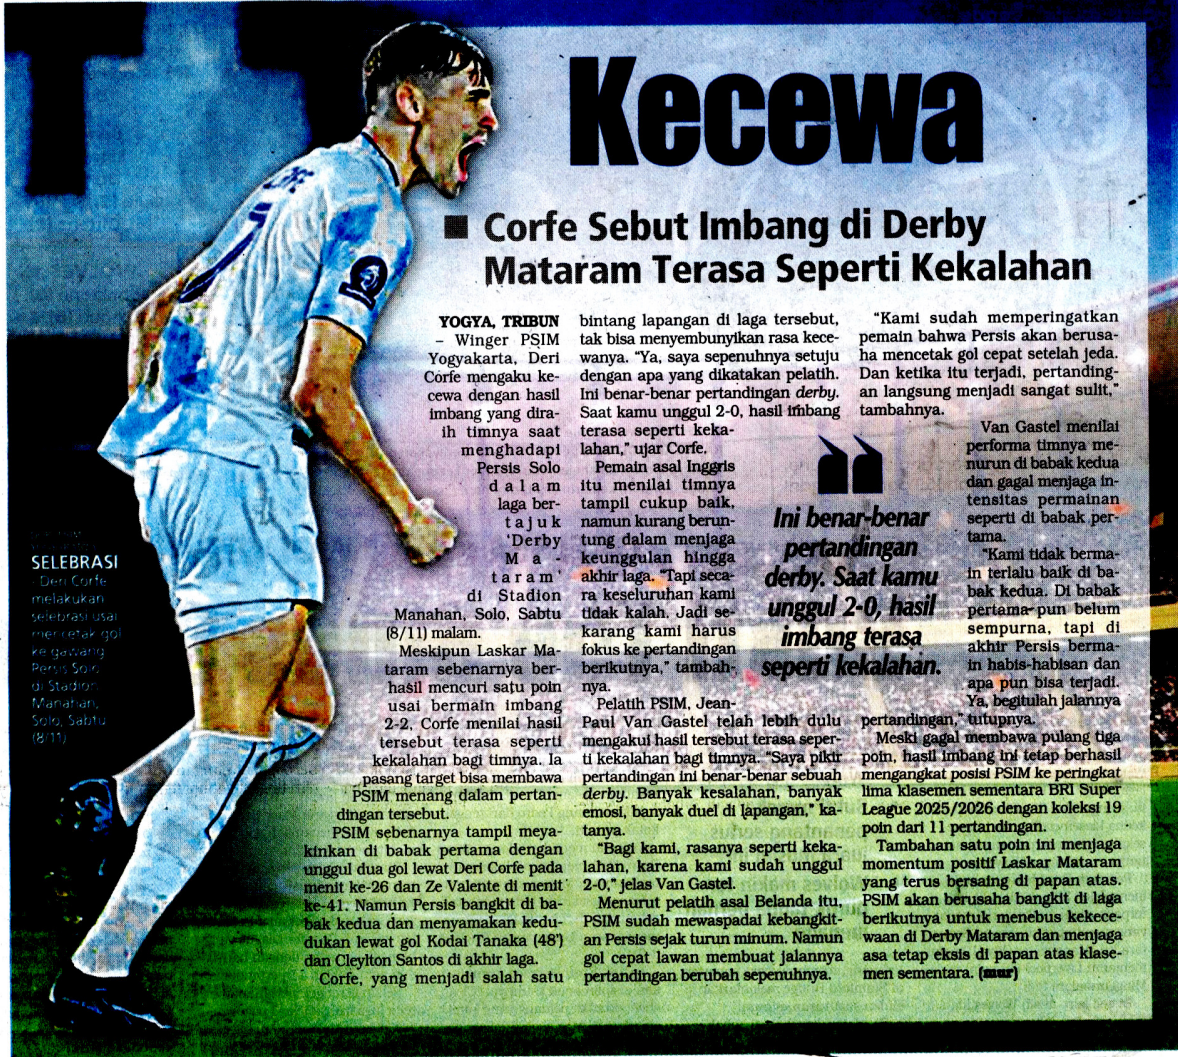 Kecewa
■ Corfe Sebut Imbang di Derby
Mataram Terasa Seperti Kekalahan
YOGYA, TRIBUN
– Winger PSIM
Yogyakarta, Deri
Corfe mengaku ke-
cewa dengan hasil
imbang yang dira-
ih timnya saat
menghadapi
Persis Solo
dalam
laga ber-
tajuk
'Derby
Ma-
taram'
di Stadion
Manahan, Solo, Sabtu
(8/11) malam.
Meskipun Laskar Ma-
taram sebenarnya ber-
hasil mencuri satu poin
usai bermain imbang
2-2, Corfe menilai hasil
tersebut terasa seperti
kekalahan bagi timnya. Ia
pasang target bisa membawa
PSIM menang dalam pertan-
dingan tersebut.
PSIM sebenarnya tampil meya-
kinkan di babak pertama dengan
unggul dua gol lewat Deri Corfe pada
menit ke-26 dan Ze Valente di menit
ke-41. Namun Persis bangkit di ba-
bak kedua dan menyamakan kedu-
dukan lewat gol Kodai Tanaka (48')
dan Cleylton Santos di akhir laga.
Corfe, yang menjadi salah satu
bintang lapangan di laga tersebut,
tak bisa menyembunyikan rasa kece-
wanya. “Ya, saya sepenuhnya setuju
dengan apa yang dikatakan pelatih.
Ini benar-benar pertandingan derby.
Saat kamu unggul 2-0, hasil imbang
terasa seperti keka-
lahan,” ujar Corfe.
Pemain asal Inggris
itu menilai timnya
tampil cukup baik,
namun kurang berun-
tung dalam menjaga
keunggulan hingga
akhir laga. “Tapi seca-
ra keseluruhan kami
tidak kalah. Jadi se-
karang kami harus
fokus ke pertandingan
berikutnya,” tambah-
nya.
Pelatih PSIM, Jean-
Paul Van Gastel telah lebih dulu
mengakui hasil tersebut terasa seper-
ti kekalahan bagi timnya. “Saya pikir
pertandingan ini benar-benar sebuah
derby. Banyak kesalahan, banyak
emosi, banyak duel di lapangan,” ka-
tanya.
“Bagi kami, rasanya seperti keka-
lahan, karena kami sudah unggul
2-0,” jelas Van Gastel.
Menurut pelatih asal Belanda itu,
PSIM sudah mewaspadai kebangkit-
an Persis sejak turun minum. Namun
gol cepat lawan membuat jalannya
pertandingan berubah sepenuhnya.
“Kami sudah memperingatkan
pemain bahwa Persis akan berusa-
ha mencetak gol cepat setelah jeda.
Dan ketika itu terjadi, pertanding-
an langsung menjadi sangat sulit,”
tambahnya.
Van Gastel menilai
performa timnya me-
nurun di babak kedua
dan gagal menjaga in-
tensitas permainan
seperti di babak per-
tama.
“Kami tidak berma-
in terlalu baik di ba-
bak kedua. Di babak
pertama pun belum
sempurna, tapi di
akhir Persis berma-
in habis-habisan dan
apa pun bisa terjadi.
Ya, begitulah jalannya
pertandingan,” tutupnya.
Meski gagal membawa pulang tiga
poin, hasil imbang ini tetap berhasil
mengangkat posisi PSIM ke peringkat
lima klasemen sementara BRI Super
League 2025/2026 dengan koleksi 19
poin dari 11 pertandingan.
Tambahan satu poin ini menjaga
momentum positif Laskar Mataram
yang terus bersaing di papan atas.
PSIM akan berusaha bangkit di laga
berikutnya untuk menebus kekece-
waan di Derby Mataram dan menjaga
asa tetap eksis di papan atas klase-
men sementara. (mur)
“
Ini benar-benar
pertandingan
derby. Saat kamu
unggul 2-0, hasil
imbang terasa
seperti kekalahan.
SELEBRASI
- Deri Corfe
melakukan
selebrasi usai
mencetak gol
ke gawang
Persis Solo
di Stadion
Manahan,
Solo, Sabtu
(8/11)
7